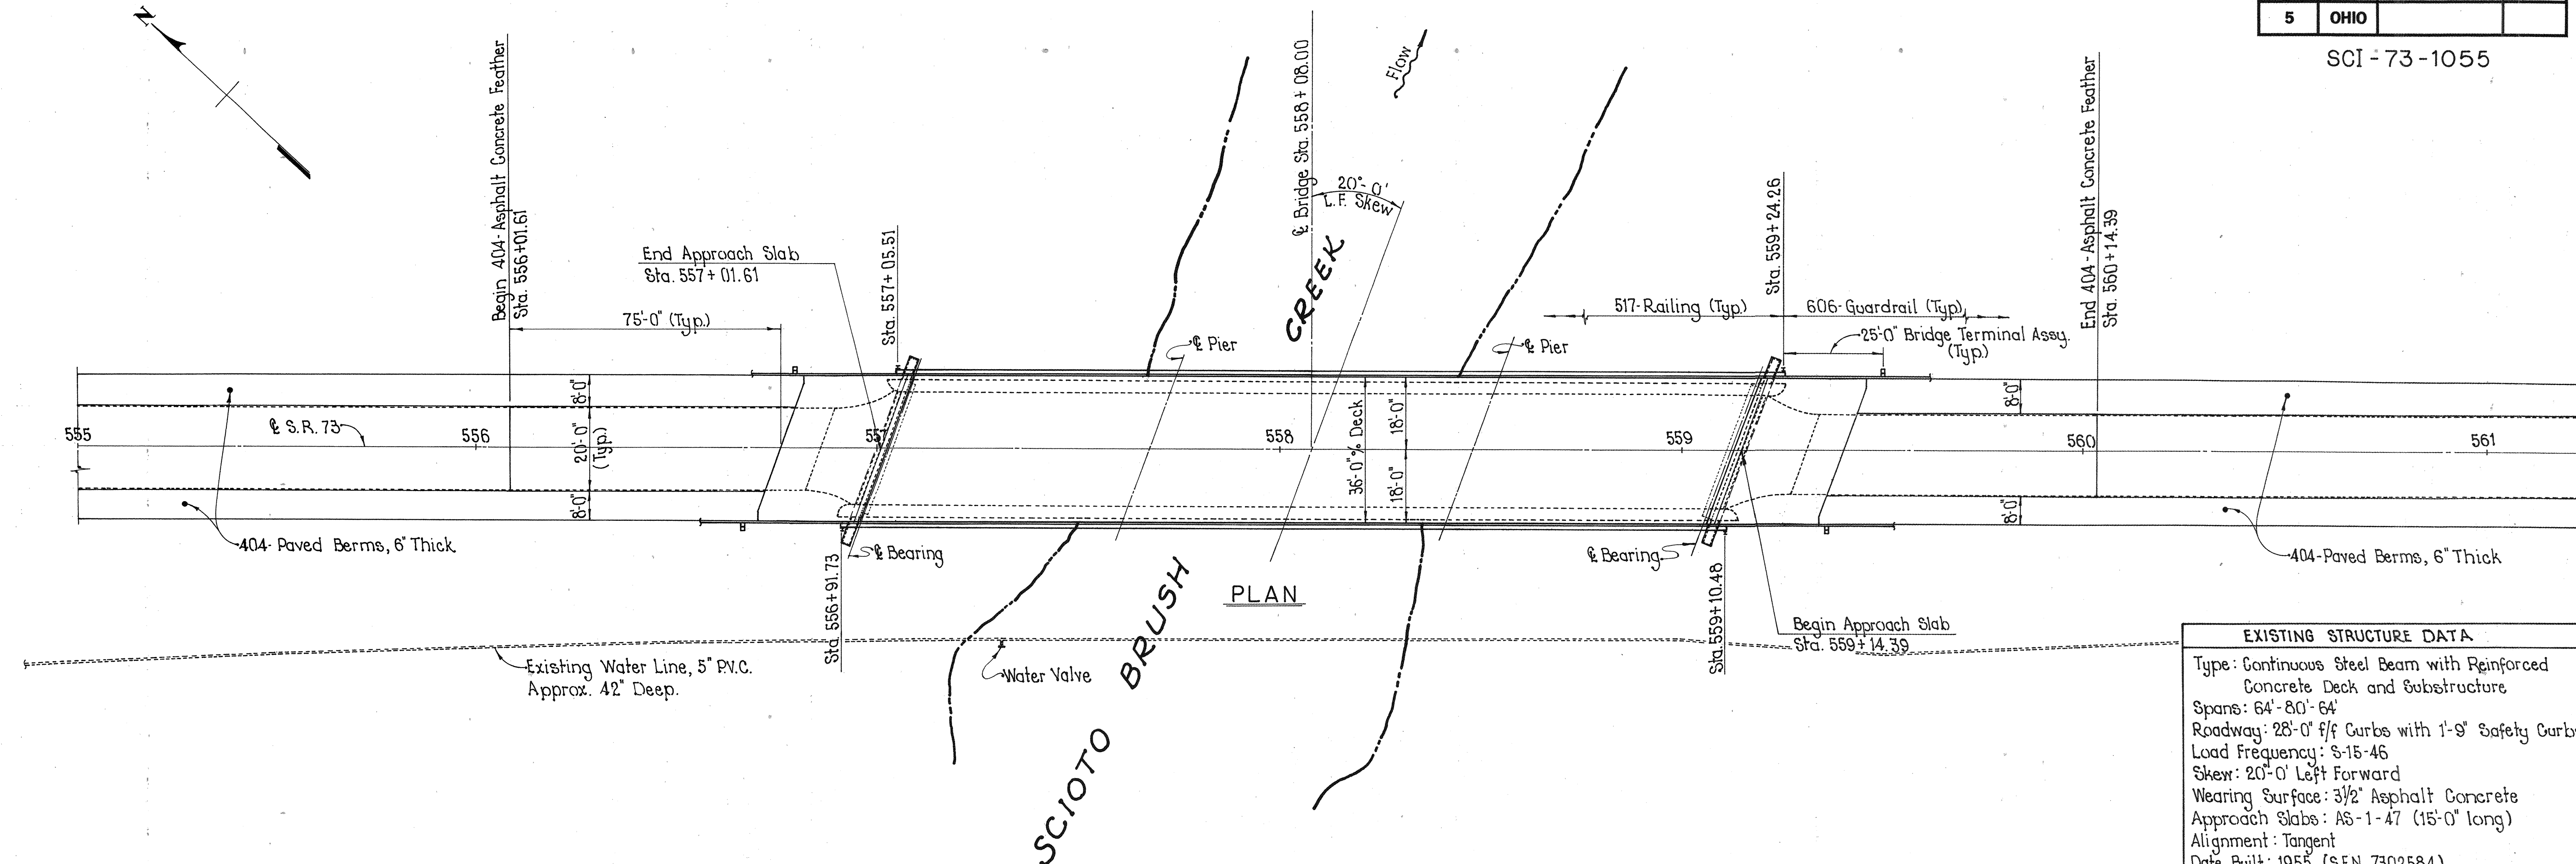 5 OHIO
SCI-73-1055
N
Begin 404-Asphalt Concrete Feather
Sta. 556+01.61
End Approach Slab
Sta. 557+01.61
75'-0" (Typ.)
Sta. 557+05.51
℄ Bridge Sta. 558+08.00
Flow
20°-0'
L.F. Skew
CREEK
℄ Pier
℄ Pier
517-Railing (Typ.)
606-Guardrail (Typ.)
25'-0" Bridge Terminal Assy.
(Typ.)
Sta. 559+24.26
End 404-Asphalt Concrete Feather
Sta. 560+14.39
8'-0"
20'-0"
(Typ.)
8'-0"
℄ S.R. 73
555
556
557
558
559
560
561
36'-0" o/o Deck
18'-0"
18'-0"
8'-0"
8'-0"
404-Paved Berms, 6" Thick
℄ Bearing
Sta. 556+91.73
℄ Bearing
Sta. 559+10.48
404-Paved Berms, 6" Thick
PLAN
Begin Approach Slab
Sta. 559+14.39
Existing Water Line, 5" P.V.C.
Approx. 42" Deep.
Water Valve
SCIOTO BRUSH
EXISTING STRUCTURE DATA
Type: Continuous Steel Beam with Reinforced
Concrete Deck and Substructure
Spans: 64'-80'-64'
Roadway: 28'-0" f/f Curbs with 1'-9" Safety Curb
Load Frequency: S-15-46
Skew: 20°-0' Left Forward
Wearing Surface: 3½" Asphalt Concrete
Approach Slabs: AS-1-47 (15'-0" long)
Alignment: Tangent
Date Built: 1955 (S.F.N. 7302584)